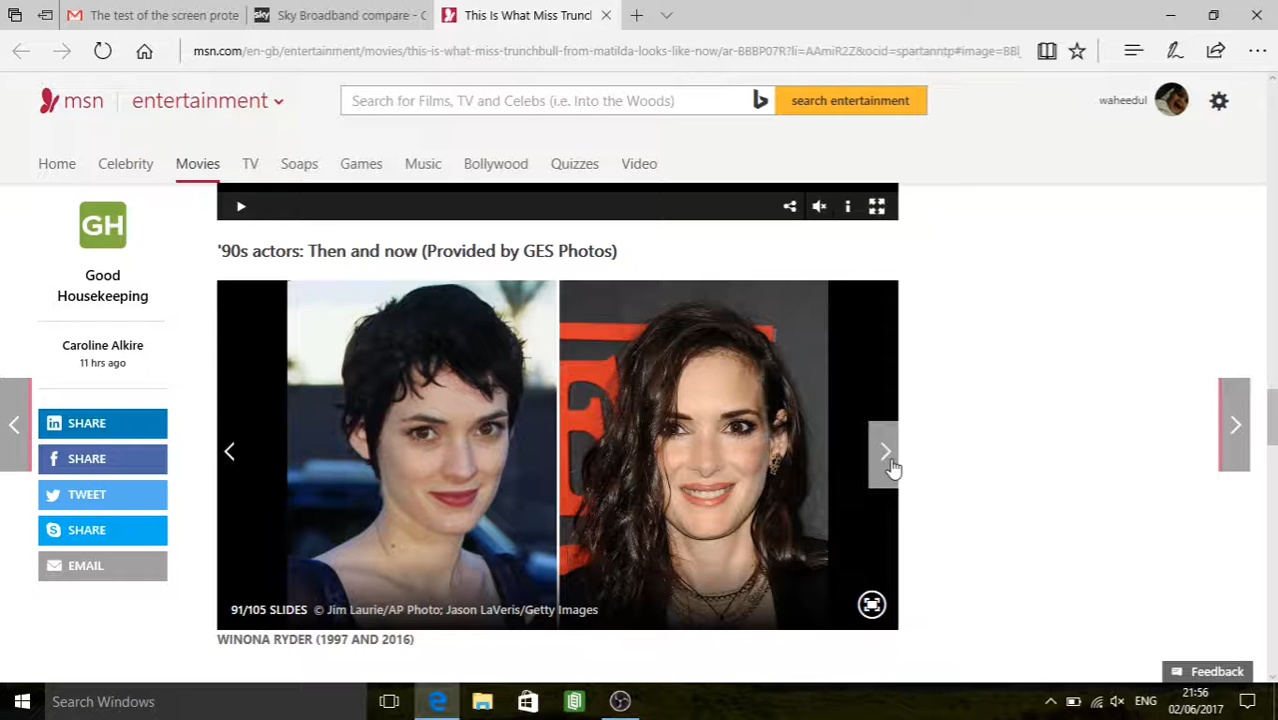 The test of the screen prote
Sky Broadband compare - C
This Is What Miss Trunchb
msn.com/en-gb/entertainment/movies/this-is-what-miss-trunchbull-from-matilda-looks-like-now/ar-BBBP07R?li=AAmiR2Z&ocid=spartanntp#image=BBl
msn
entertainment
Search for Films, TV and Celebs (i.e. Into the Woods)
search entertainment
waheedul
Home
Celebrity
Movies
TV
Soaps
Games
Music
Bollywood
Quizzes
Video
GH
Good
Housekeeping
Caroline Alkire
11 hrs ago
SHARE
SHARE
TWEET
SHARE
EMAIL
'90s actors: Then and now (Provided by GES Photos)
91/105 SLIDES © Jim Laurie/AP Photo; Jason LaVeris/Getty Images
WINONA RYDER (1997 AND 2016)
Feedback
Search Windows
ENG
21:56
02/06/2017